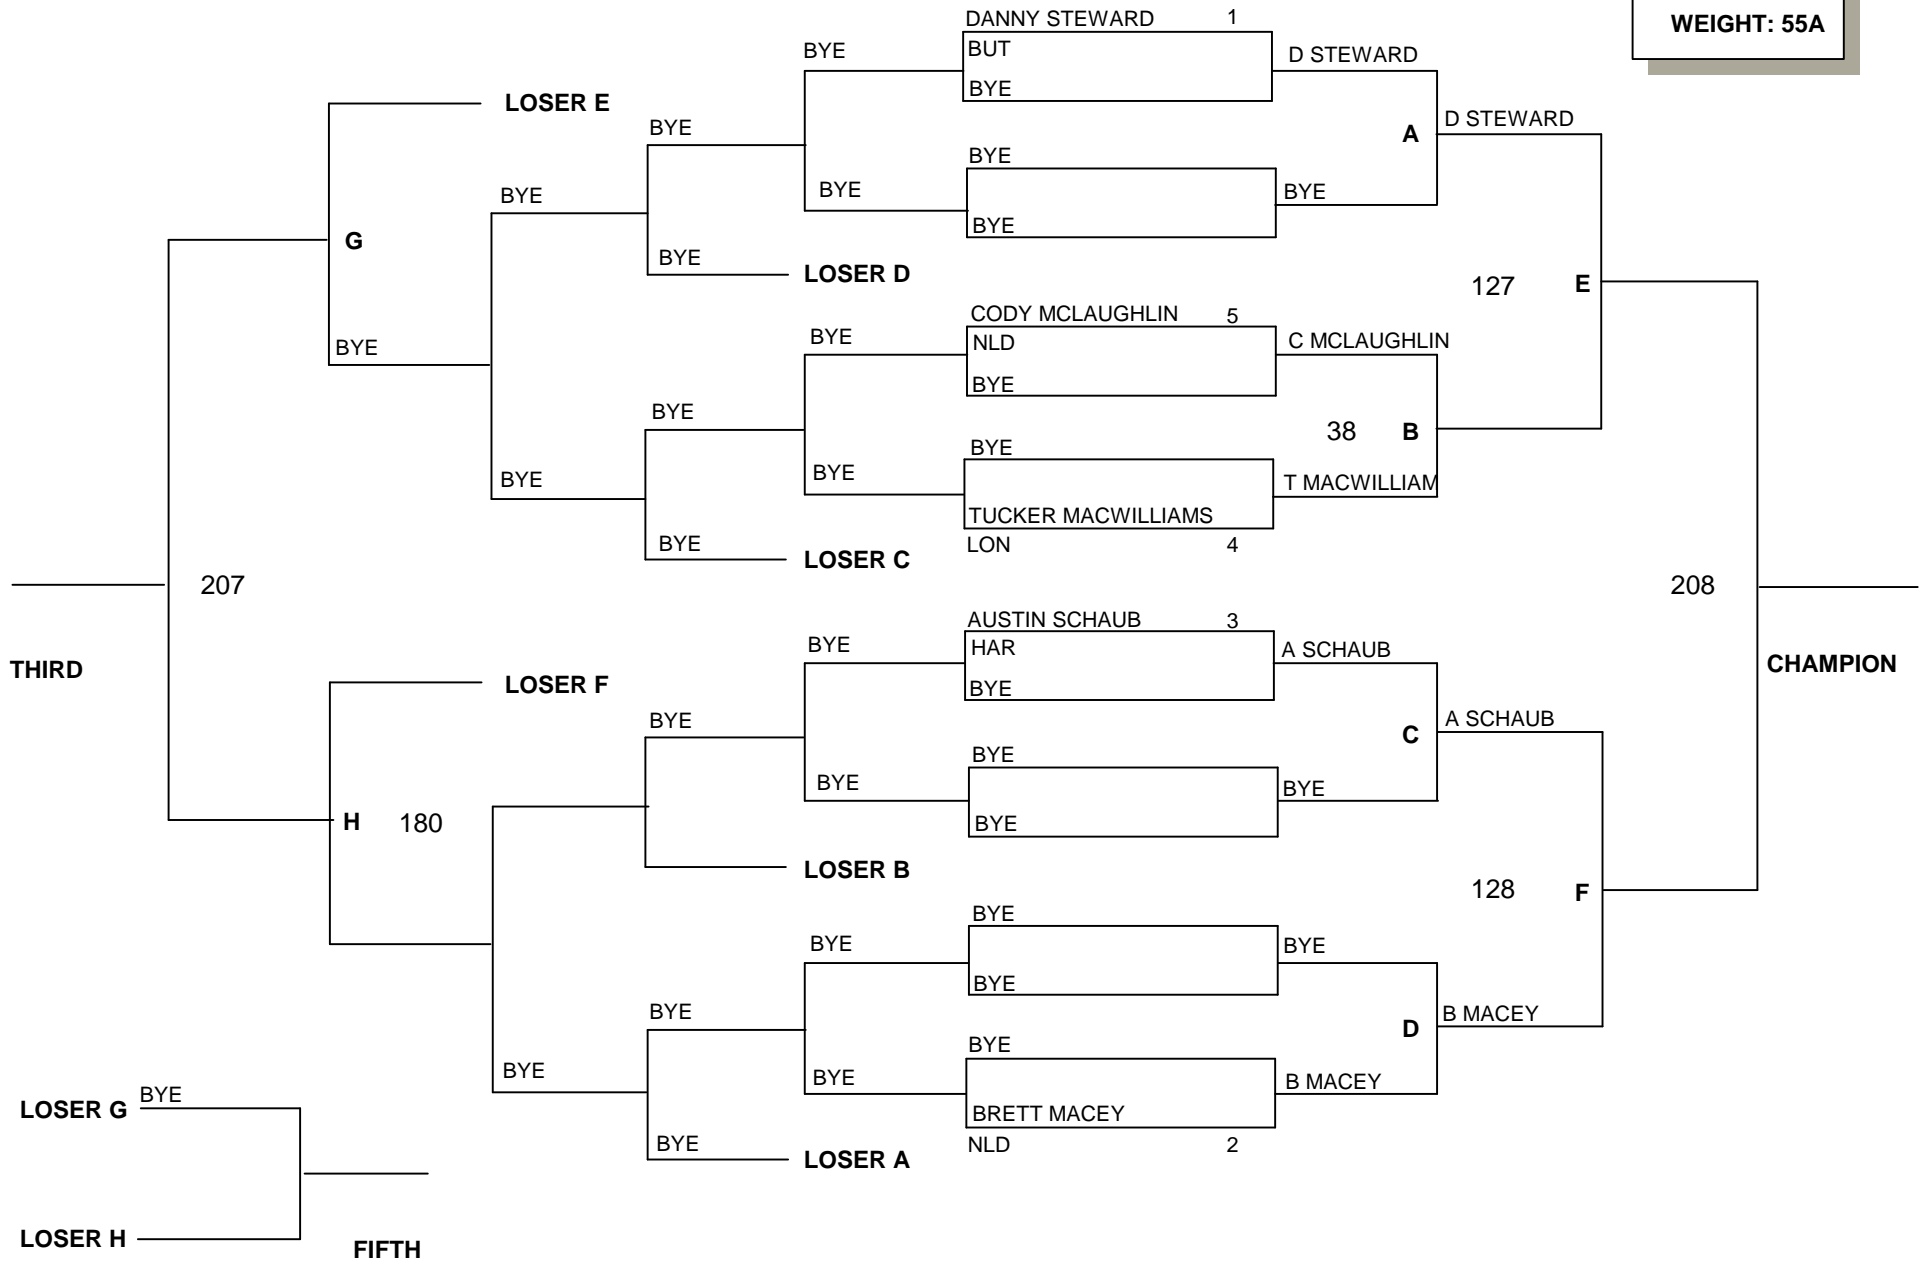 DANNY STEWARD 1
WEIGHT: 55A
BYE
BUT
D STEWARD
BYE
LOSER E
D STEWARD
BYE
A
BYE
BYE
BYE
BYE
BYE
G
BYE
LOSER D
127
E
CODY MCLAUGHLIN 5
BYE
NLD
C MCLAUGHLIN
BYE
BYE
BYE
38
B
BYE
BYE
BYE
T MACWILLIAM
TUCKER MACWILLIAMS
BYE
LOSER C
LON 4
207
208
AUSTIN SCHAUB 3
BYE
HAR
A SCHAUB
THIRD
CHAMPION
LOSER F
BYE
BYE
A SCHAUB
C
BYE
BYE
BYE
H
180
BYE
LOSER B
128
F
BYE
BYE
BYE
BYE
BYE
B MACEY
D
BYE
BYE
BYE
B MACEY
LOSER G
BYE
BRETT MACEY
BYE
LOSER A
NLD 2
LOSER H
FIFTH